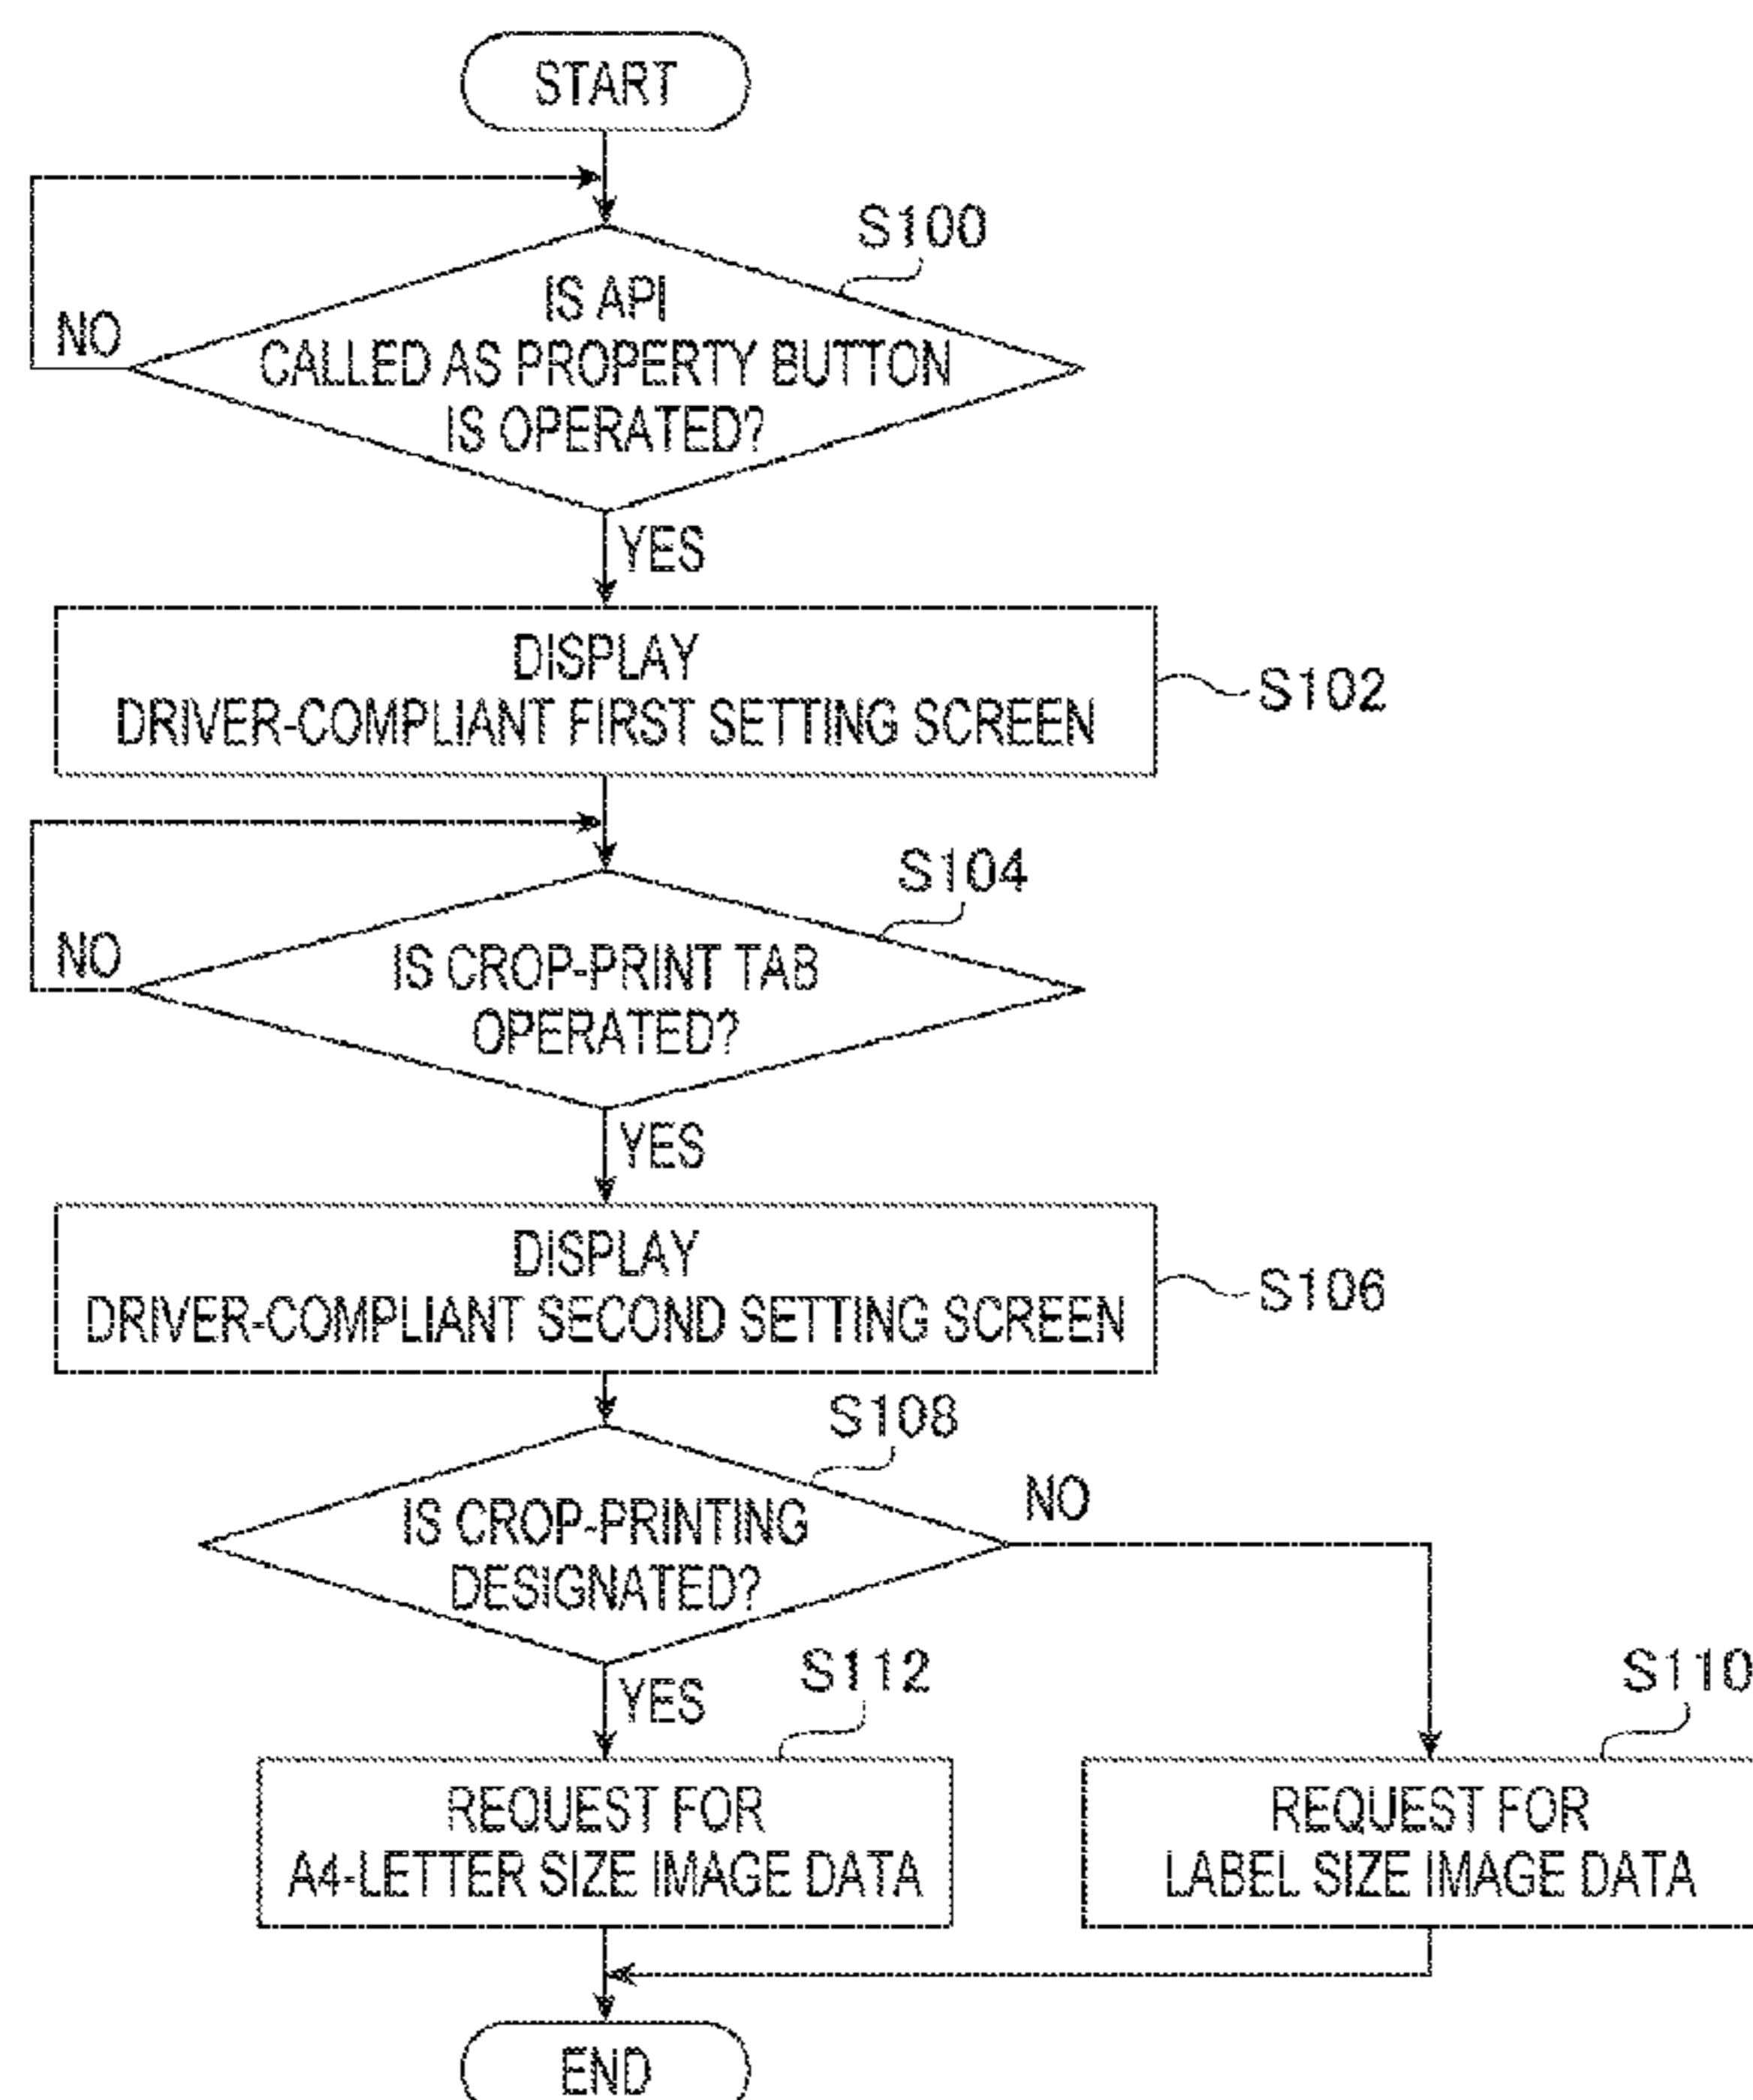 START
S100
IS API
CALLED AS PROPERTY BUTTON
IS OPERATED?
NO
YES
DISPLAY
DRIVER-COMPLIANT FIRST SETTING SCREEN
S102
S104
IS CROP-PRINT TAB
OPERATED?
NO
YES
DISPLAY
DRIVER-COMPLIANT SECOND SETTING SCREEN
S106
S108
IS CROP-PRINTING
DESIGNATED?
NO
YES
S112
S110
REQUEST FOR
A4-LETTER SIZE IMAGE DATA
REQUEST FOR
LABEL SIZE IMAGE DATA
END